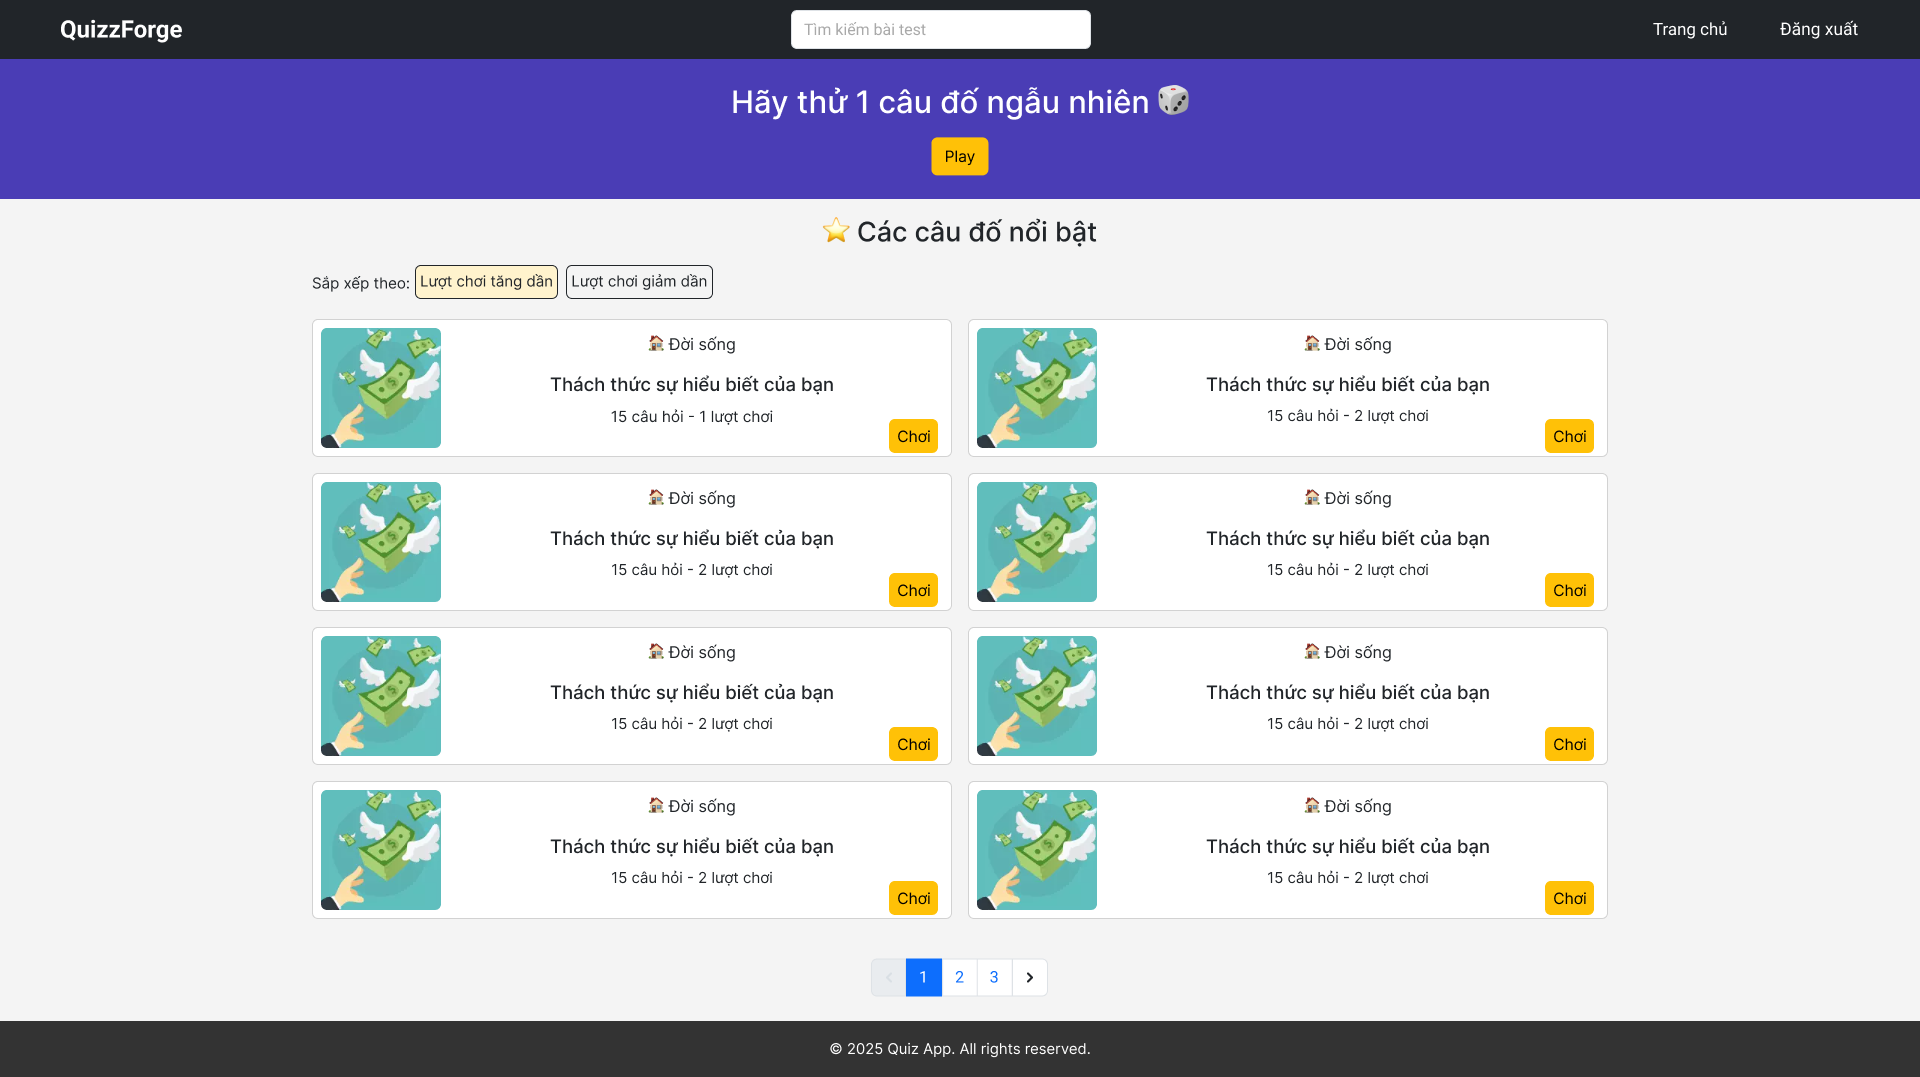 QuizzForge
Tìm kiếm bài test
Trang chủ
Đăng xuất
Hãy thử 1 câu đố ngẫu nhiên 🎲
Play
⭐ Các câu đố nổi bật
Sắp xếp theo:
Lượt chơi tăng dần
Lượt chơi giảm dần
🏠 Đời sống
Thách thức sự hiểu biết của bạn
15 câu hỏi - 1 lượt chơi
Chơi
🏠 Đời sống
Thách thức sự hiểu biết của bạn
15 câu hỏi - 2 lượt chơi
Chơi
🏠 Đời sống
Thách thức sự hiểu biết của bạn
15 câu hỏi - 2 lượt chơi
Chơi
🏠 Đời sống
Thách thức sự hiểu biết của bạn
15 câu hỏi - 2 lượt chơi
Chơi
🏠 Đời sống
Thách thức sự hiểu biết của bạn
15 câu hỏi - 2 lượt chơi
Chơi
🏠 Đời sống
Thách thức sự hiểu biết của bạn
15 câu hỏi - 2 lượt chơi
Chơi
🏠 Đời sống
Thách thức sự hiểu biết của bạn
15 câu hỏi - 2 lượt chơi
Chơi
🏠 Đời sống
Thách thức sự hiểu biết của bạn
15 câu hỏi - 2 lượt chơi
Chơi
‹ 1 2 3 ›
© 2025 Quiz App. All rights reserved.